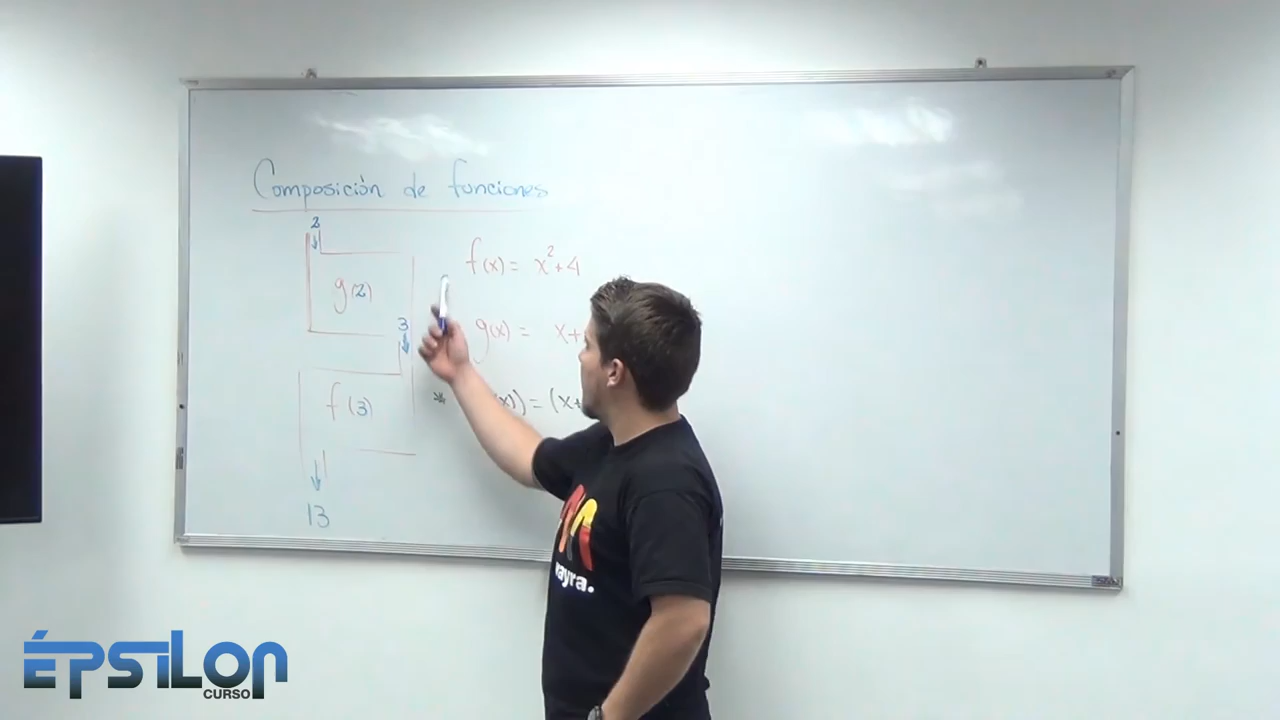 Composición de funciones
2
g(2)
3
f(3)
13
f(x) = x²+4
g(x) = x+
* (x)) = (x+
ayra.
ÉPSILON
CURSO